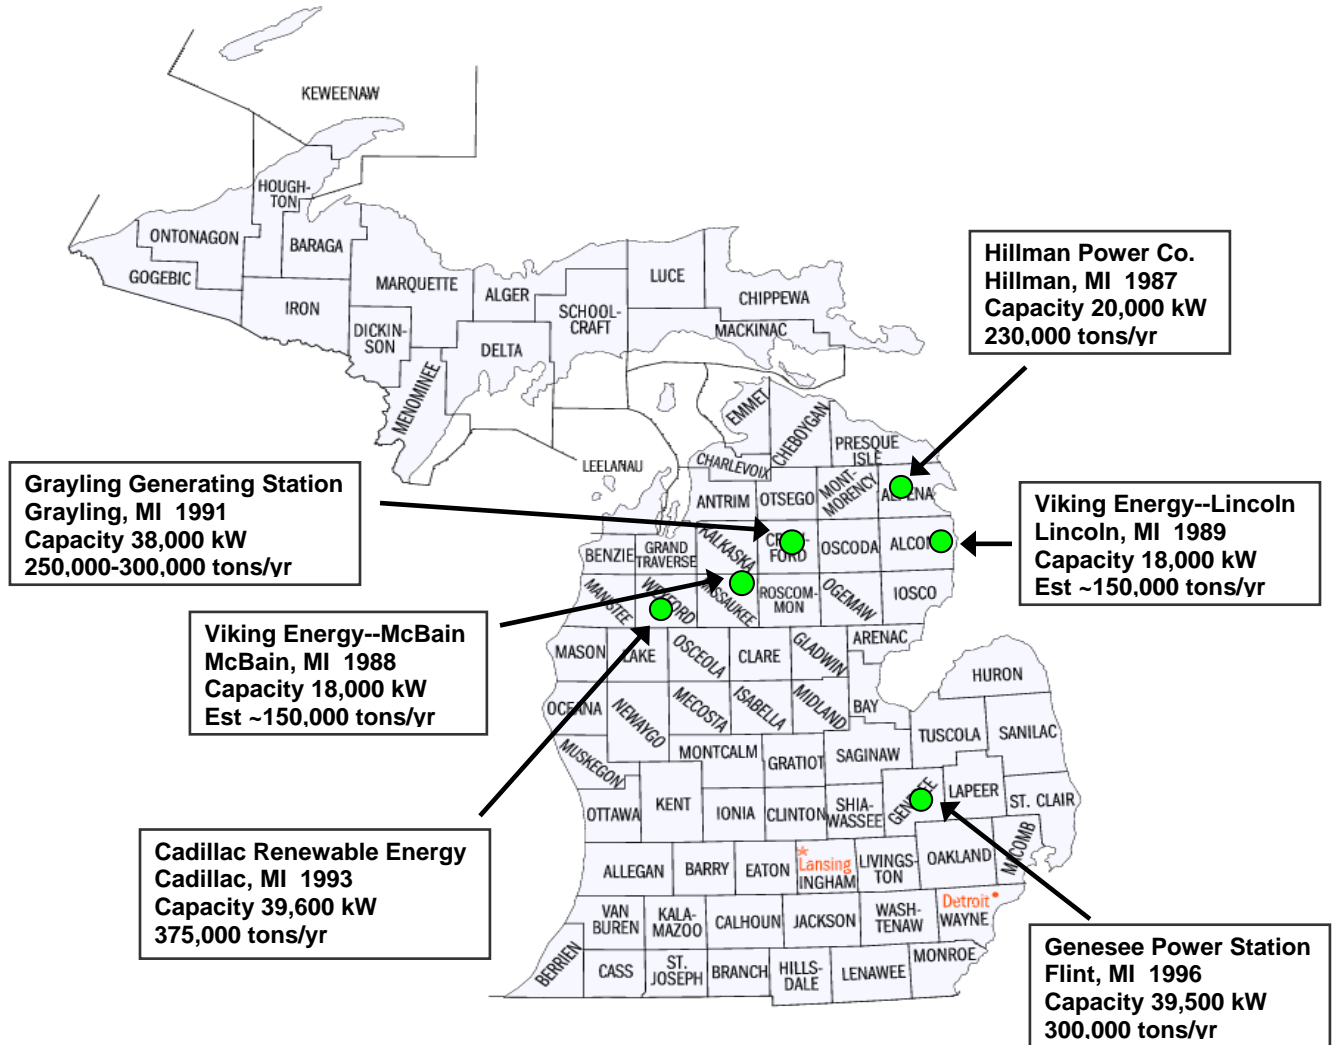 KEWEENAW
HOUGH-
TON
ONTONAGON
BARAGA
GOGEBIC
MARQUETTE
IRON
ALGER
LUCE
CHIPPEWA
SCHOOL-
CRAFT
MACKINAC
DICKIN-
SON
DELTA
MENOMINEE
Hillman Power Co.
Hillman, MI 1987
Capacity 20,000 kW
230,000 tons/yr
EMMET
CHEBOYGAN
PRESQUE
ISLE
CHARLEVOIX
LEELANAU
ANTRIM
OTSEGO
MONT-
MORENCY
ALPENA
Grayling Generating Station
Grayling, MI 1991
Capacity 38,000 kW
250,000-300,000 tons/yr
Viking Energy--Lincoln
Lincoln, MI 1989
Capacity 18,000 kW
Est ~150,000 tons/yr
BENZIE
GRAND
TRAVERSE
KALKASKA
CRAW-
FORD
OSCODA
ALCONA
MANISTEE
WEXFORD
MISSAUKEE
ROSCOM-
MON
OGEMAW
IOSCO
Viking Energy--McBain
McBain, MI 1988
Capacity 18,000 kW
Est ~150,000 tons/yr
MASON
LAKE
OSCEOLA
CLARE
GLADWIN
ARENAC
HURON
OCEANA
NEWAYGO
MECOSTA
ISABELLA
MIDLAND
BAY
TUSCOLA
SANILAC
MUSKEGON
MONTCALM
GRATIOT
SAGINAW
OTTAWA
KENT
IONIA
CLINTON
SHIA-
WASSEE
GENESEE
LAPEER
ST. CLAIR
Cadillac Renewable Energy
Cadillac, MI 1993
Capacity 39,600 kW
375,000 tons/yr
ALLEGAN
BARRY
EATON
*
Lansing
INGHAM
LIVINGS-
TON
OAKLAND
MACOMB
VAN
BUREN
KALA-
MAZOO
CALHOUN
JACKSON
WASH-
TENAW
Detroit
WAYNE
BERRIEN
CASS
ST.
JOSEPH
BRANCH
HILLS-
DALE
LENAWEE
MONROE
Genesee Power Station
Flint, MI 1996
Capacity 39,500 kW
300,000 tons/yr